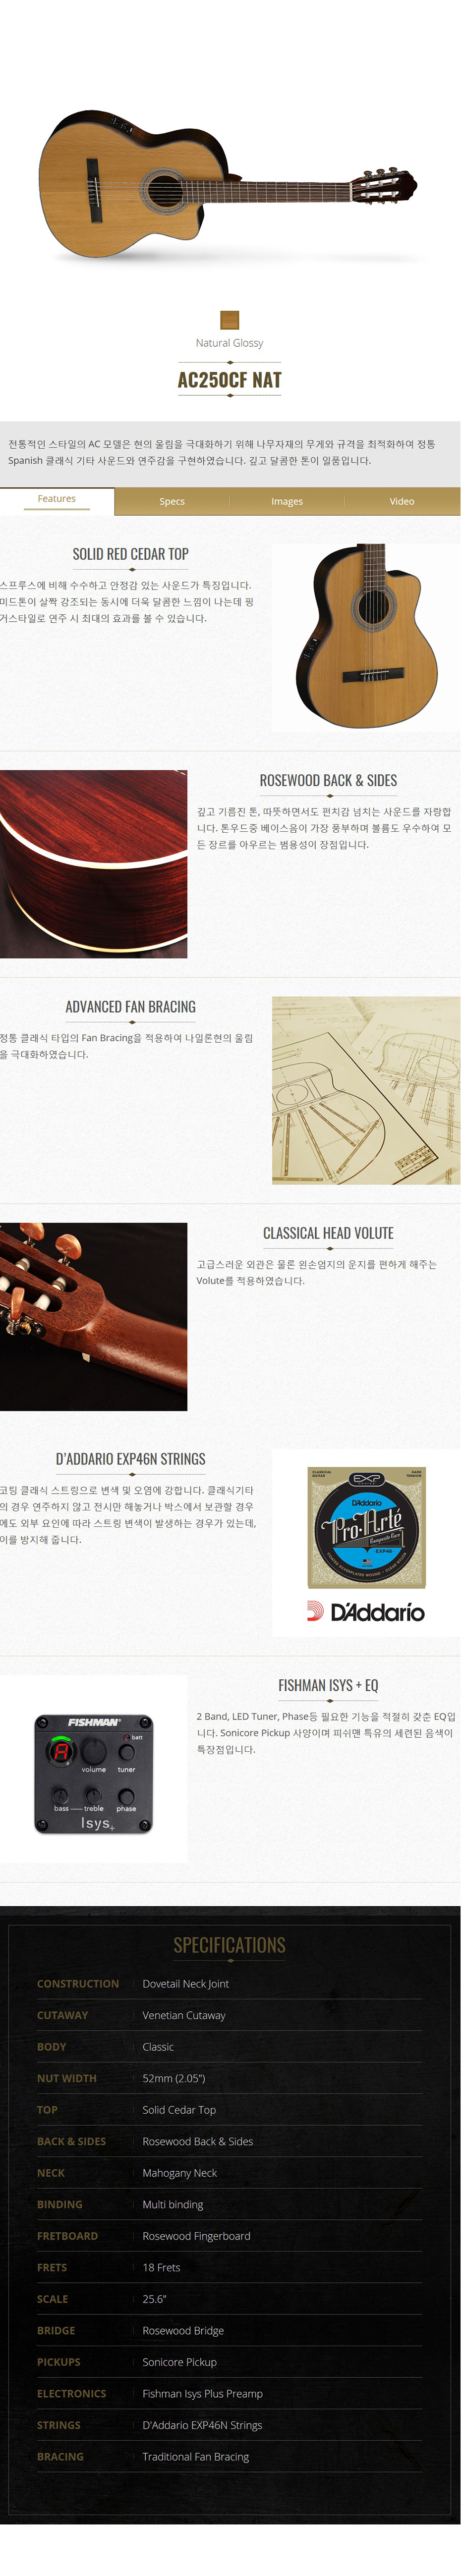 Natural Glossy
AC250CF NAT
전통적인 스타일의 AC 모델은 현의 울림을 극대화하기 위해 나무자재의 무게와 규격을 최적화하여 정통
Spanish 클래식 기타 사운드와 연주감을 구현하였습니다. 깊고 달콤한 톤이 일품입니다.
Features
Specs
Images
Video
SOLID RED CEDAR TOP
스프루스에 비해 수수하고 안정감 있는 사운드가 특징입니다.
미드톤이 살짝 강조되는 동시에 더욱 달콤한 느낌이 나는데 핑
거스타일로 연주 시 최대의 효과를 볼 수 있습니다.
ROSEWOOD BACK & SIDES
깊고 기름진 톤, 따뜻하면서도 펀치감 넘치는 사운드를 자랑합
니다. 톤우드중 베이스음이 가장 풍부하며 볼륨도 우수하여 모
든 장르를 아우르는 범용성이 장점입니다.
ADVANCED FAN BRACING
정통 클래식 타입의 Fan Bracing을 적용하여 나일론현의 울림
을 극대화하였습니다.
CLASSICAL HEAD VOLUTE
고급스러운 외관은 물론 왼손엄지의 운지를 편하게 해주는
Volute를 적용하였습니다.
D'ADDARIO EXP46N STRINGS
코팅 클래식 스트링으로 변색 및 오염에 강합니다. 클래식기타
의 경우 연주하지 않고 전시만 해놓거나 박스에서 보관할 경우
에도 외부 요인에 따라 스트링 변색이 발생하는 경우가 있는데,
이를 방지해 줍니다.
CLASSICAL GUITAR
EXP
HARD TENSION
D'Addario
Pro·Arté
Composite Core
EXP46
D'Addario
FISHMAN ISYS + EQ
2 Band, LED Tuner, Phase등 필요한 기능을 적절히 갖춘 EQ입
니다. Sonicore Pickup 사양이며 피쉬맨 특유의 세련된 음색이
특장점입니다.
FISHMAN®
A
batt
volume
tuner
bass
treble
phase
Isys+
SPECIFICATIONS
CONSTRUCTION Dovetail Neck Joint
CUTAWAY Venetian Cutaway
BODY Classic
NUT WIDTH 52mm (2.05")
TOP Solid Cedar Top
BACK & SIDES Rosewood Back & Sides
NECK Mahogany Neck
BINDING Multi binding
FRETBOARD Rosewood Fingerboard
FRETS 18 Frets
SCALE 25.6"
BRIDGE Rosewood Bridge
PICKUPS Sonicore Pickup
ELECTRONICS Fishman Isys Plus Preamp
STRINGS D'Addario EXP46N Strings
BRACING Traditional Fan Bracing